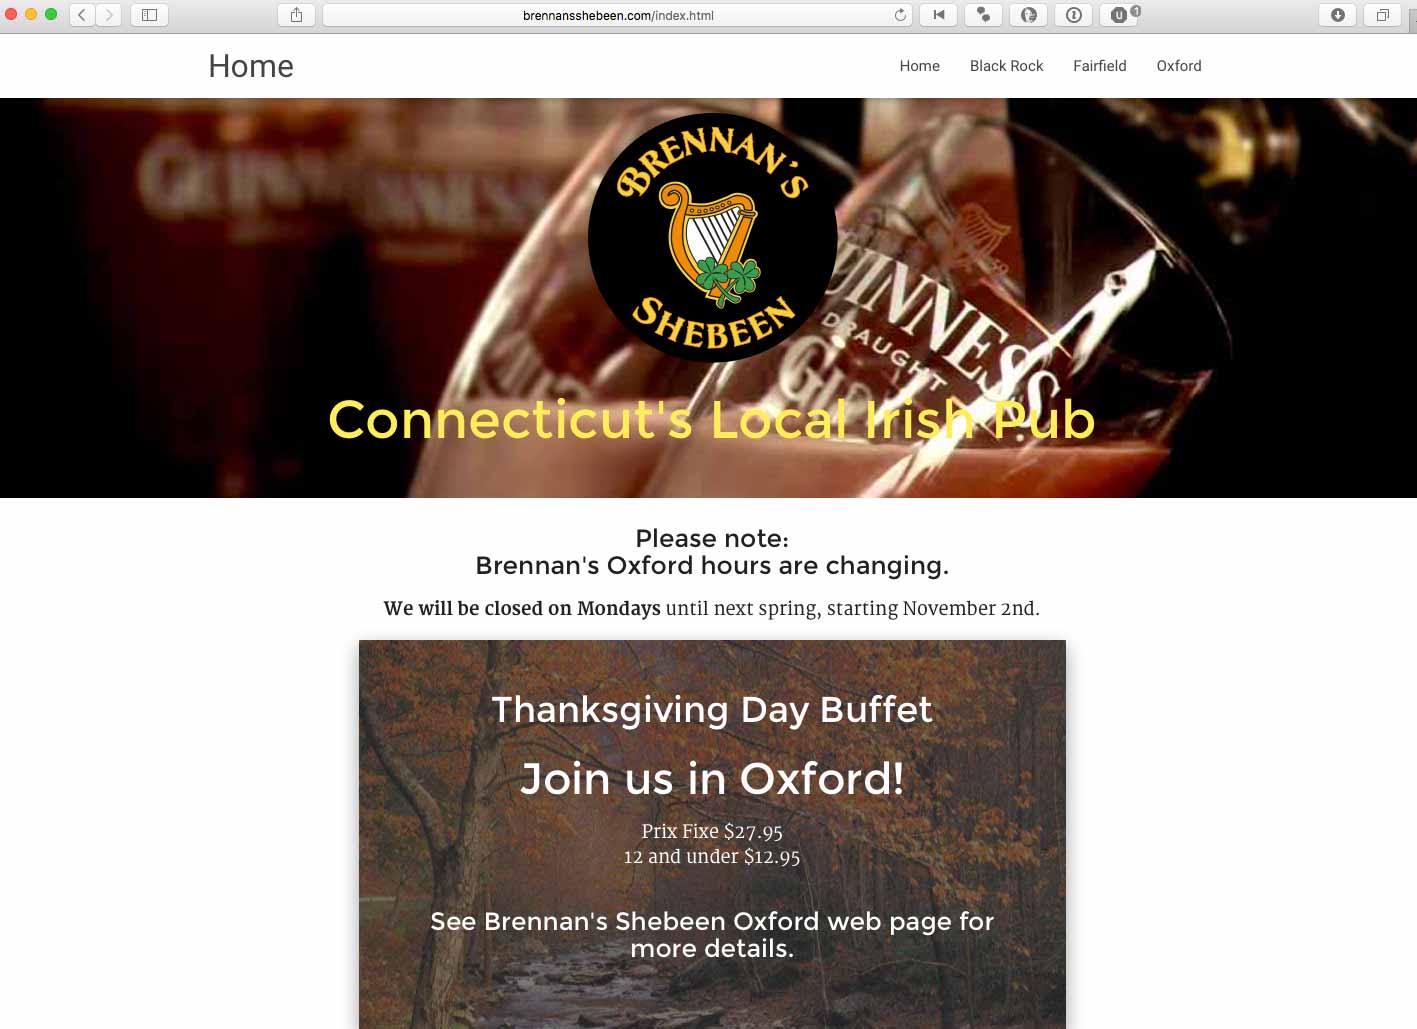 brennansshebeen.com/index.html
1
Home
Home Black Rock Fairfield Oxford
GUINNESS
BRENNAN'S
SHEBEEN
GUINNESS
DRAUGHT
Connecticut's Local Irish Pub
Please note:
Brennan's Oxford hours are changing.
We will be closed on Mondays until next spring, starting November 2nd.
Thanksgiving Day Buffet
Join us in Oxford!
Prix Fixe $27.95
12 and under $12.95
See Brennan's Shebeen Oxford web page for
more details.